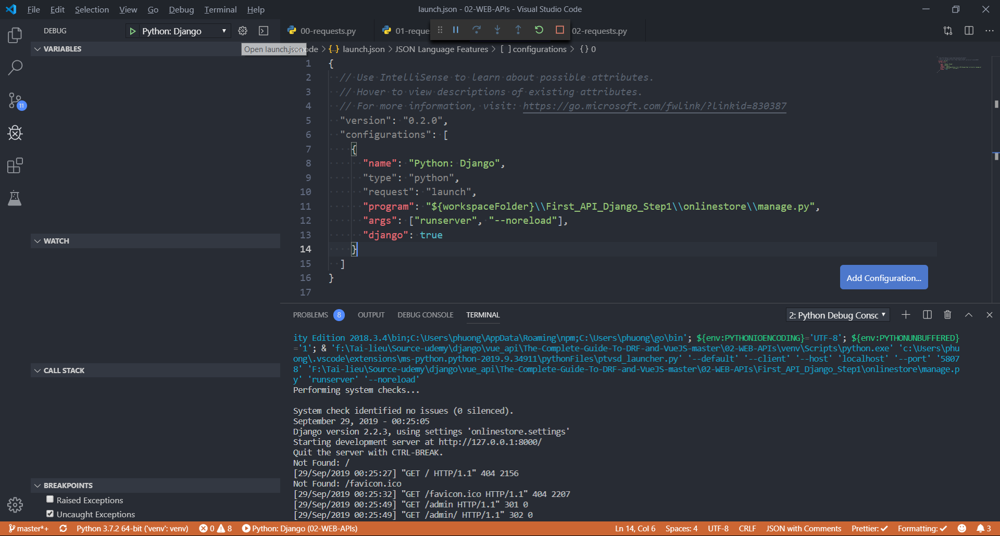 File Edit Selection View Go Debug Terminal Help
launch.json - 02-WEB-APIs - Visual Studio Code
DEBUG
Python: Django
00-requests.py
01-reque
02-requests.py
VARIABLES
Open launch.json
ode > {..} launch.json > JSON Language Features > [ ] configurations > { } 0
1 {
2 // Use IntelliSense to learn about possible attributes.
3 // Hover to view descriptions of existing attributes.
4 // For more information, visit: https://go.microsoft.com/fwlink/?linkid=830387
5 "version": "0.2.0",
6 "configurations": [
7 {
8 "name": "Python: Django",
9 "type": "python",
10 "request": "launch",
11 "program": "${workspaceFolder}\\First_API_Django_Step1\\onlinestore\\manage.py",
12 "args": ["runserver", "--noreload"],
13 "django": true
14 }
15 ]
16 }
17
11
Add Configuration...
WATCH
CALL STACK
BREAKPOINTS
Raised Exceptions
Uncaught Exceptions
PROBLEMS 8 OUTPUT DEBUG CONSOLE TERMINAL
2: Python Debug Consc
ity Edition 2018.3.4\bin;C:\Users\phuong\AppData\Roaming\npm;C:\Users\phuong\go\bin'; ${env:PYTHONIOENCODING}='UTF-8'; ${env:PYTHONUNBUFFERED}
='1'; & 'f:\Tai-lieu\Source-udemy\django\vue_api\The-Complete-Guide-To-DRF-and-VueJS-master\02-WEB-APIs\venv\Scripts\python.exe' 'c:\Users\phu
ong\.vscode\extensions\ms-python.python-2019.9.34911\pythonFiles\ptvsd_launcher.py' '--default' '--client' '--host' 'localhost' '--port' '5807
8' 'F:\Tai-lieu\Source-udemy\django\vue_api\The-Complete-Guide-To-DRF-and-VueJS-master\02-WEB-APIs\First_API_Django_Step1\onlinestore\manage.p
y' 'runserver' '--noreload'
Performing system checks...
System check identified no issues (0 silenced).
September 29, 2019 - 00:25:05
Django version 2.2.3, using settings 'onlinestore.settings'
Starting development server at http://127.0.0.1:8000/
Quit the server with CTRL-BREAK.
Not Found: /
[29/Sep/2019 00:25:27] "GET / HTTP/1.1" 404 2156
Not Found: /favicon.ico
[29/Sep/2019 00:25:32] "GET /favicon.ico HTTP/1.1" 404 2207
[29/Sep/2019 00:25:49] "GET /admin HTTP/1.1" 301 0
[29/Sep/2019 00:25:49] "GET /admin/ HTTP/1.1" 302 0
master*+ Python 3.7.2 64-bit ('venv': venv) 0 8 Python: Django (02-WEB-APIs)
Ln 14, Col 6 Spaces: 4 UTF-8 CRLF JSON with Comments Prettier: ✓ Formatting: ✓ 3